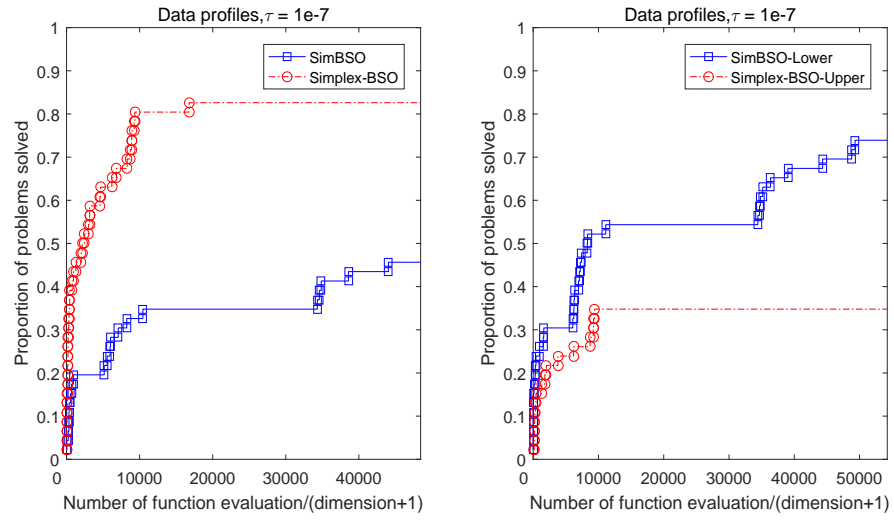 Data profiles,τ = 1e-7
1
0.9
0.8
0.7
0.6
0.5
0.4
0.3
0.2
0.1
0
Proportion of problems solved
SimBSO
Simplex-BSO
0 10000 20000 30000 40000
Number of function evaluation/(dimension+1)
Data profiles,τ = 1e-7
1
0.9
0.8
0.7
0.6
0.5
0.4
0.3
0.2
0.1
0
Proportion of problems solved
SimBSO-Lower
Simplex-BSO-Upper
0 10000 20000 30000 40000 50000
Number of function evaluation/(dimension+1)